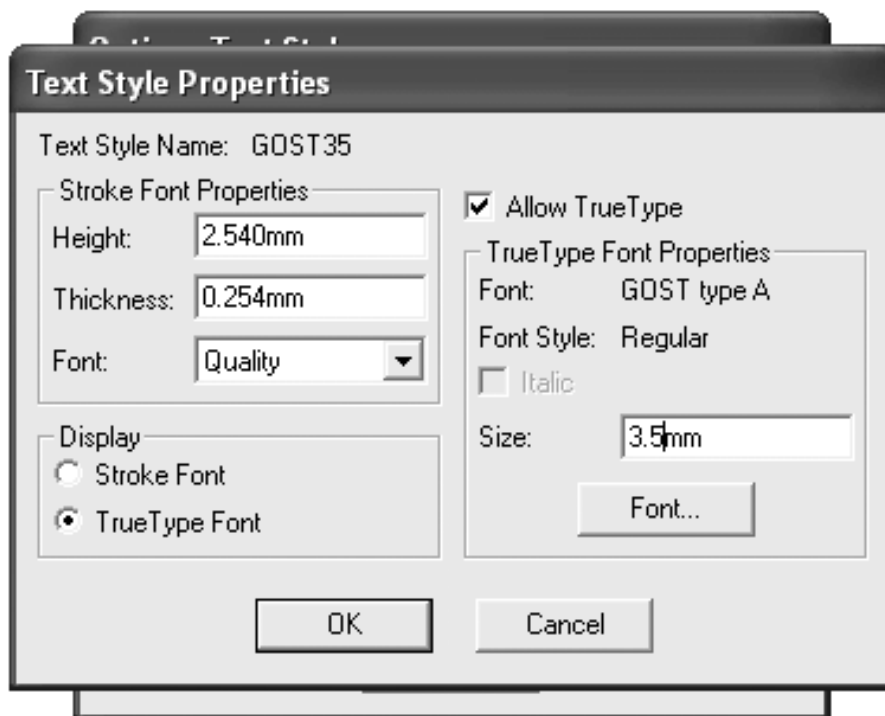 Text Style Properties
Text Style Name: GOST35
Stroke Font Properties
Height: 2.540mm
Thickness: 0.254mm
Font: Quality
Display
Stroke Font
TrueType Font
Allow TrueType
TrueType Font Properties
Font: GOST type A
Font Style: Regular
Italic
Size: 3.5mm
Font...
OK
Cancel